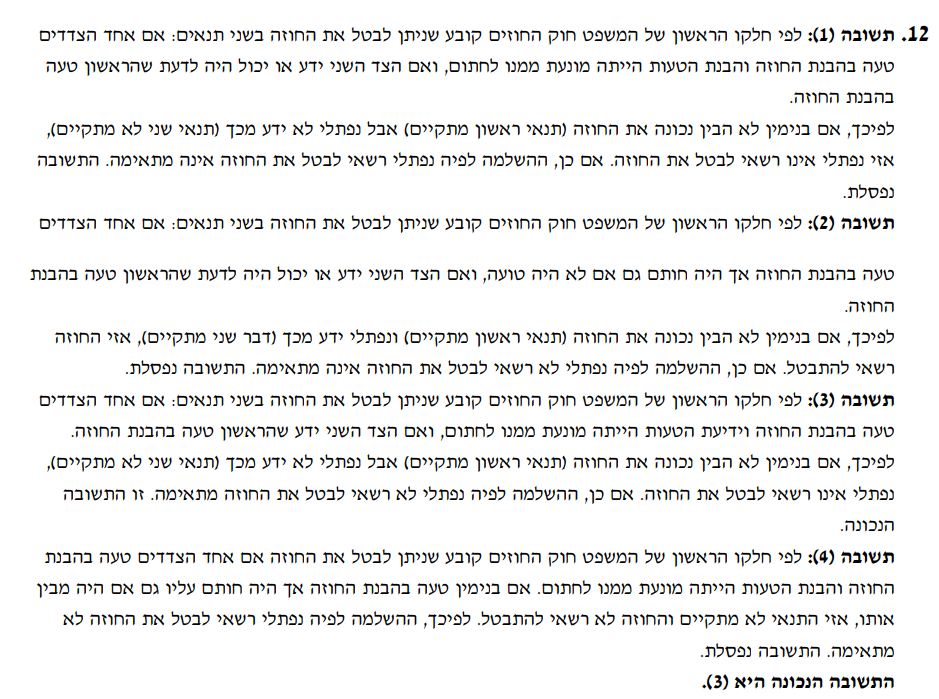 12. תשובה (1): לפי חלקו הראשון של המשפט חוק החוזים קובע שניתן לבטל את החוזה בשני תנאים: אם אחד הצדדים
טעה בהבנת החוזה והבנת הטעות הייתה מונעת ממנו לחתום, ואם הצד השני ידע או יכול היה לדעת שהראשון טעה
בהבנת החוזה.
לפיכך, אם בנימין לא הבין נכונה את החוזה (תנאי ראשון מתקיים) אבל נפתלי לא ידע מכך (תנאי שני לא מתקיים),
אזי נפתלי אינו רשאי לבטל את החוזה. אם כן, ההשלמה לפיה נפתלי רשאי לבטל את החוזה אינה מתאימה. התשובה
נפסלת.
תשובה (2): לפי חלקו הראשון של המשפט חוק החוזים קובע שניתן לבטל את החוזה בשני תנאים: אם אחד הצדדים
טעה בהבנת החוזה אך היה חותם גם אם לא היה טועה, ואם הצד השני ידע או יכול היה לדעת שהראשון טעה בהבנת
החוזה.
לפיכך, אם בנימין לא הבין נכונה את החוזה (תנאי ראשון מתקיים) ונפתלי ידע מכך (דבר שני מתקיים), אזי החוזה
רשאי להתבטל. אם כן, ההשלמה לפיה נפתלי לא רשאי לבטל את החוזה אינה מתאימה. התשובה נפסלת.
תשובה (3): לפי חלקו הראשון של המשפט חוק החוזים קובע שניתן לבטל את החוזה בשני תנאים: אם אחד הצדדים
טעה בהבנת החוזה וידיעת הטעות הייתה מונעת ממנו לחתום, ואם הצד השני ידע שהראשון טעה בהבנת החוזה.
לפיכך, אם בנימין לא הבין נכונה את החוזה (תנאי ראשון מתקיים) אבל נפתלי לא ידע מכך (תנאי שני לא מתקיים),
נפתלי אינו רשאי לבטל את החוזה. אם כן, ההשלמה לפיה נפתלי לא רשאי לבטל את החוזה מתאימה. זו התשובה
הנכונה.
תשובה (4): לפי חלקו הראשון של המשפט חוק החוזים קובע שניתן לבטל את החוזה אם אחד הצדדים טעה בהבנת
החוזה והבנת הטעות הייתה מונעת ממנו לחתום. אם בנימין טעה בהבנת החוזה אך היה חותם עליו גם אם היה מבין
אותו, אזי התנאי לא מתקיים והחוזה לא רשאי להתבטל. לפיכך, ההשלמה לפיה נפתלי רשאי לבטל את החוזה לא
מתאימה. התשובה נפסלת.
התשובה הנכונה היא (3).